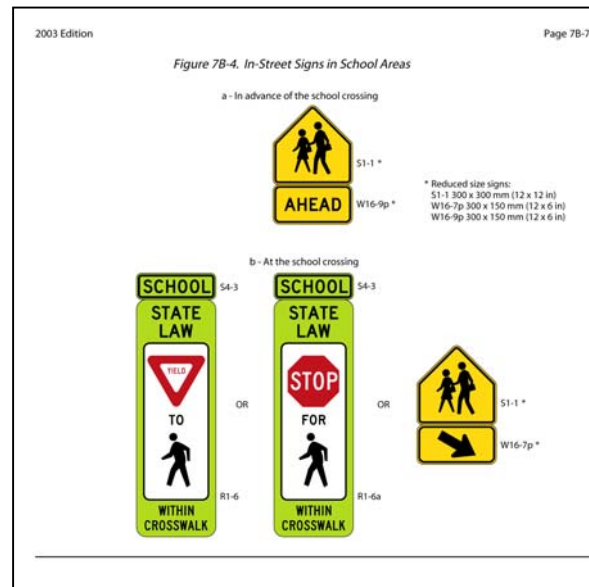 2003 Edition
Page 7B-7
Figure 7B-4. In-Street Signs in School Areas
a - In advance of the school crossing
S1-1 *
AHEAD
W16-9p *
* Reduced size signs:
S1-1 300 x 300 mm (12 x 12 in)
W16-7p 300 x 150 mm (12 x 6 in)
W16-9p 300 x 150 mm (12 x 6 in)
b - At the school crossing
SCHOOL
S4-3
STATE
LAW
YIELD
TO
R1-6
WITHIN
CROSSWALK
OR
SCHOOL
S4-3
STATE
LAW
STOP
FOR
R1-6a
WITHIN
CROSSWALK
OR
S1-1 *
W16-7p *